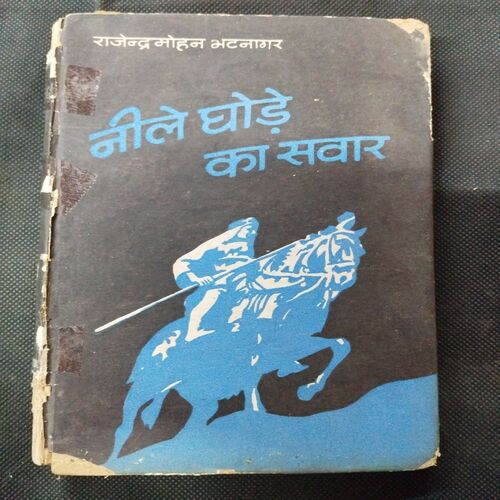 राजेन्द्र मोहन भटनागर
नीले घोड़े
का सवार